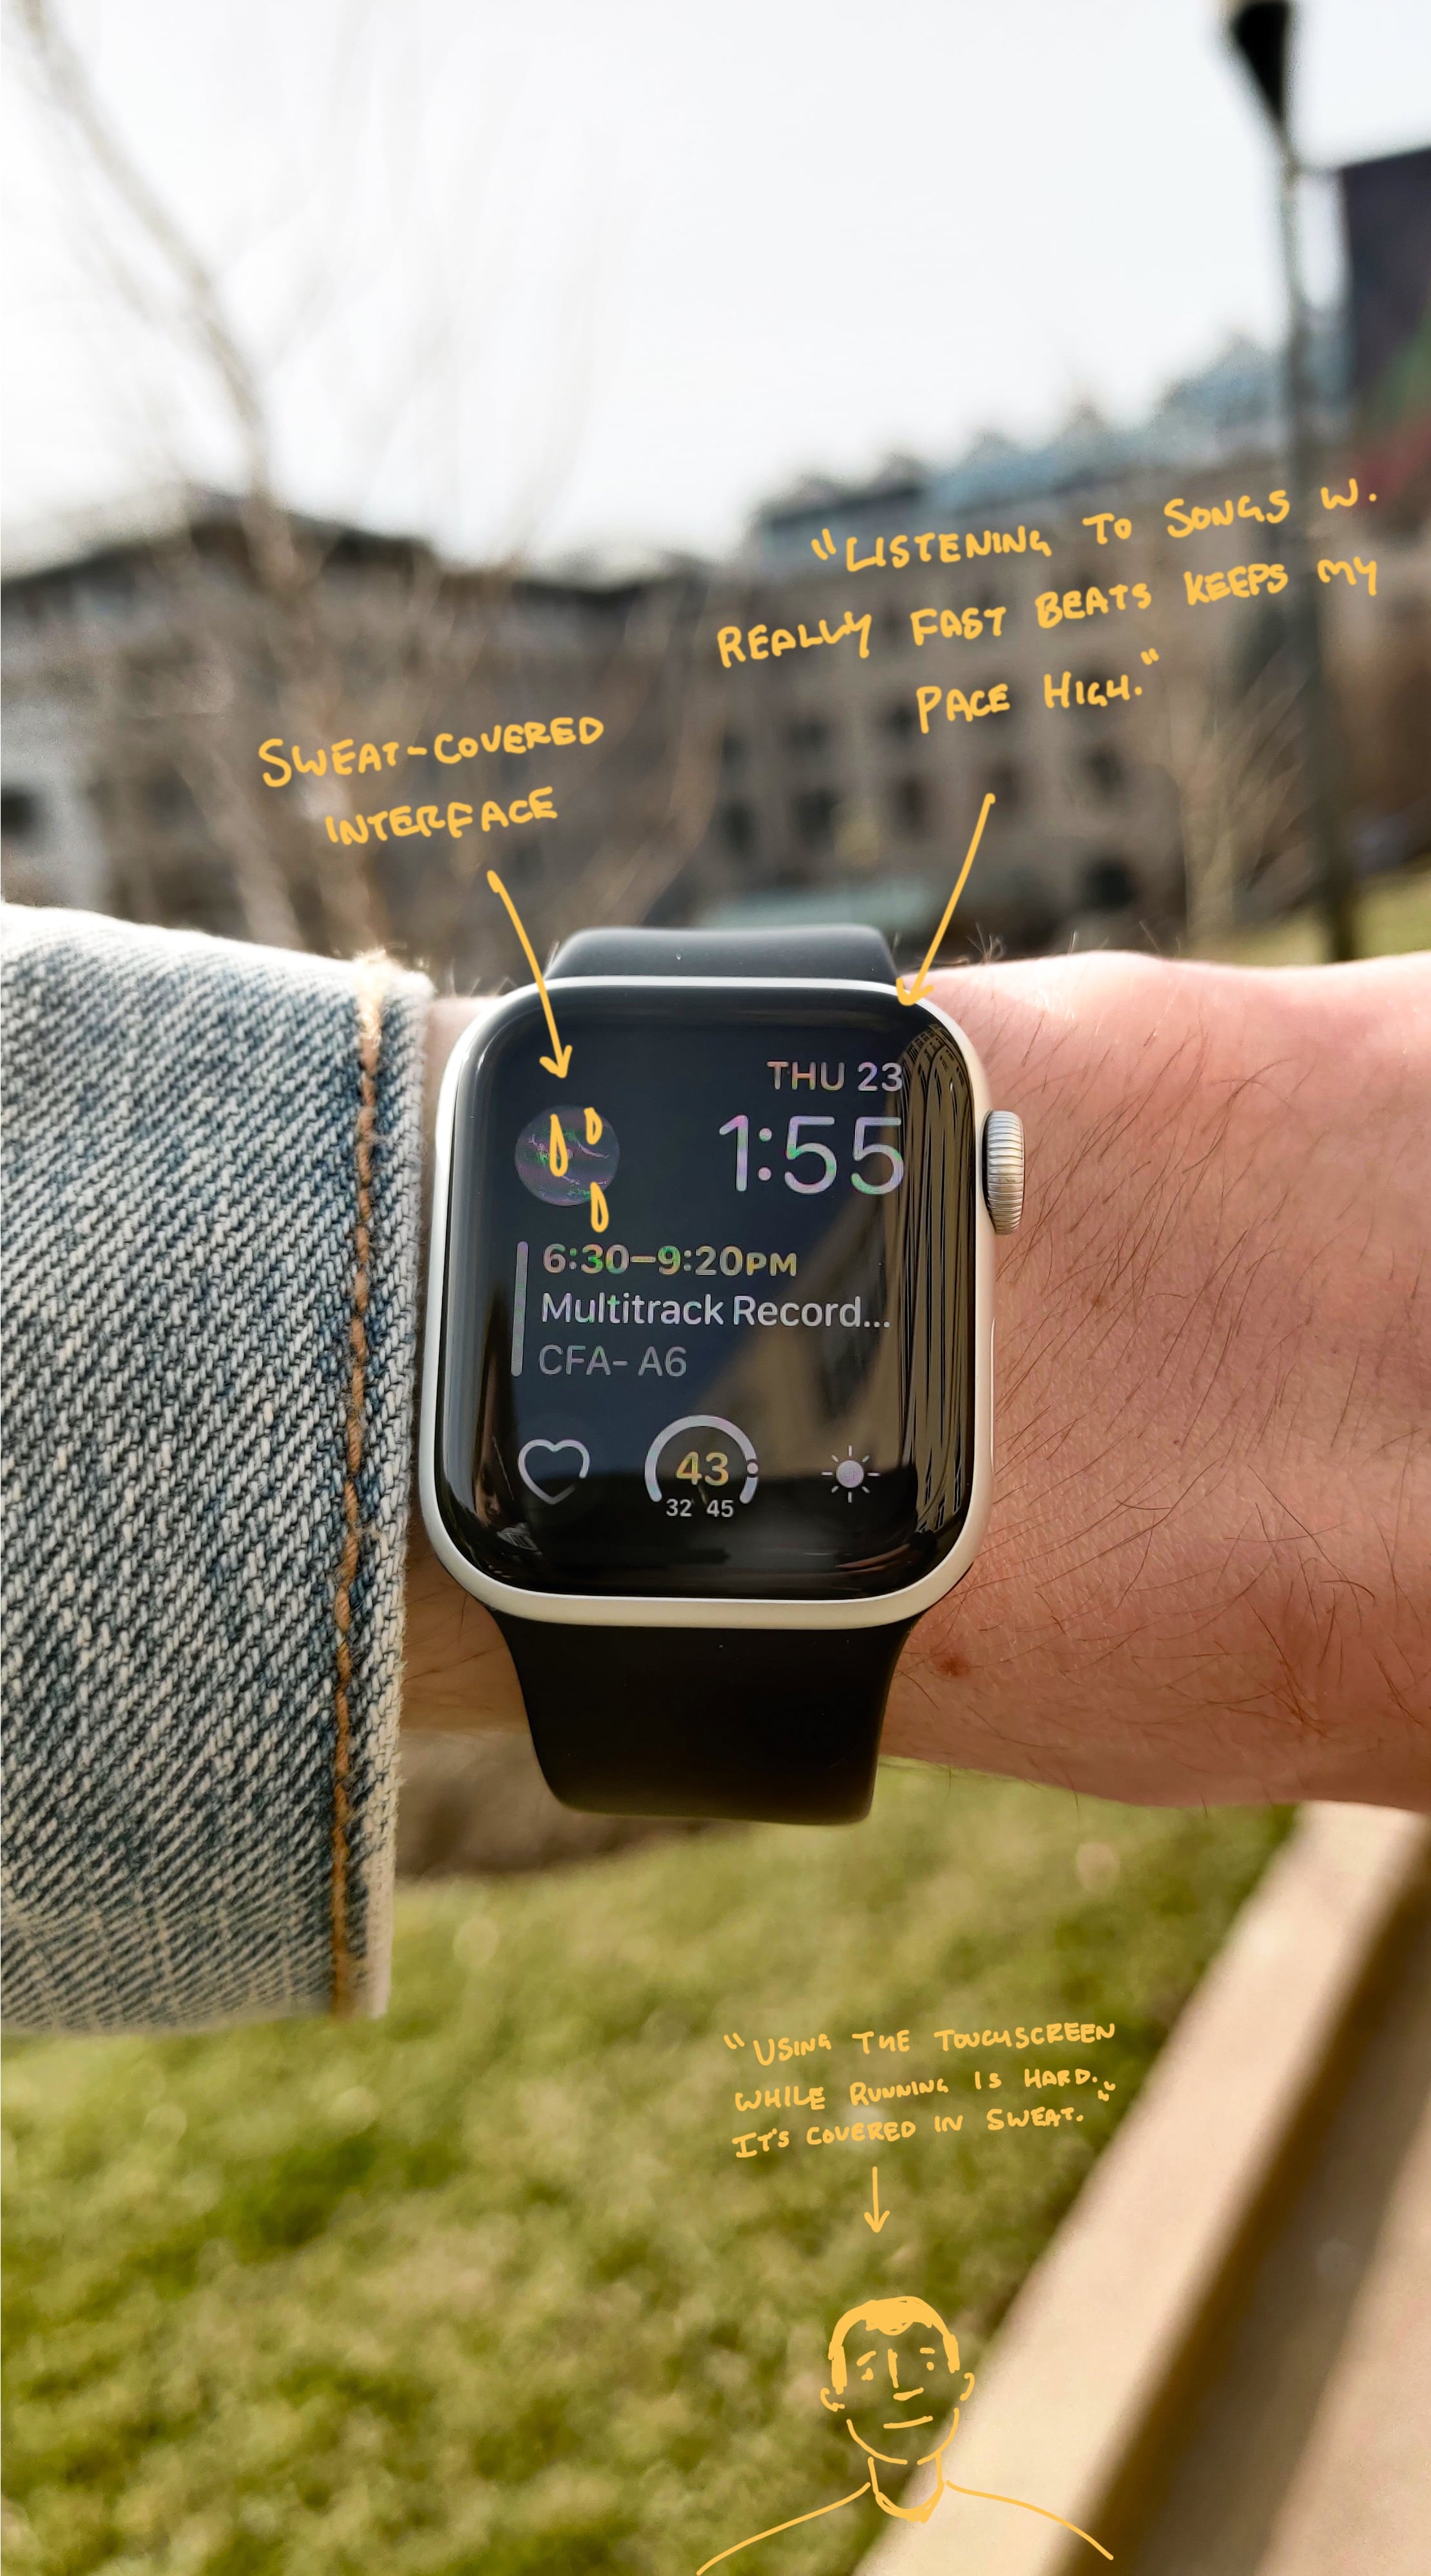 "LISTENING TO SONGS W.
REALLY FAST BEATS KEEPS MY
PACE HIGH."
SWEAT-COVERED
INTERFACE
THU 23
1:55
6:30–9:20PM
Multitrack Record...
CFA- A6
43
32 45
"USING THE TOUCHSCREEN
WHILE RUNNING IS HARD.
IT'S COVERED IN SWEAT."